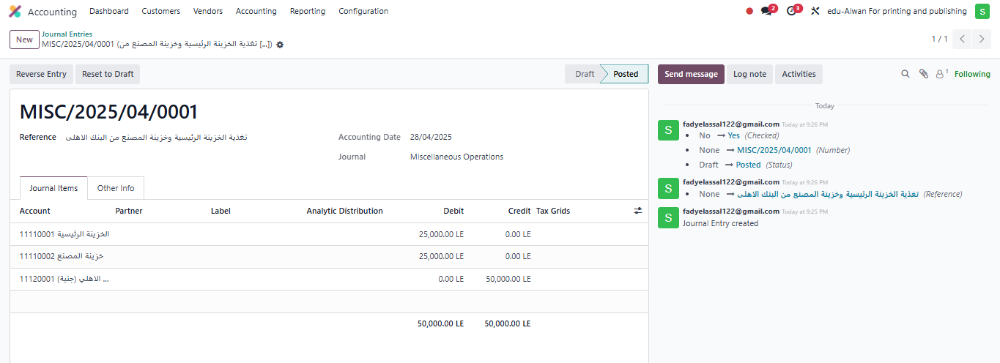 Accounting Dashboard Customers Vendors Accounting Reporting Configuration 2 3 edu-Alwan For printing and publishing S
New Journal Entries
MISC/2025/04/0001 (تغذية الخزينة الرئيسية وخزينة المصنع من [...]) 1 / 1
Reverse Entry Reset to Draft Draft Posted Send message Log note Activities 1 Following
Today
MISC/2025/04/0001
Reference تغذية الخزينة الرئيسية وخزينة المصنع من البنك الاهلى
Accounting Date 28/04/2025
Journal Miscellaneous Operations
Journal Items Other Info
Account Partner Label Analytic Distribution Debit Credit Tax Grids
11110001 الخزينة الرئيسية 25,000.00 LE 0.00 LE
11110002 خزينة المصنع 25,000.00 LE 0.00 LE
11120001 الاهلي (جنية) ... 0.00 LE 50,000.00 LE
50,000.00 LE 50,000.00 LE
S fadyelassal122@gmail.com Today at 9:26 PM
No → Yes (Checked)
None → MISC/2025/04/0001 (Number)
Draft → Posted (Status)
S fadyelassal122@gmail.com Today at 9:26 PM
None → تغذية الخزينة الرئيسية وخزينة المصنع من البنك الاهلى (Reference)
S fadyelassal122@gmail.com Today at 9:25 PM
Journal Entry created